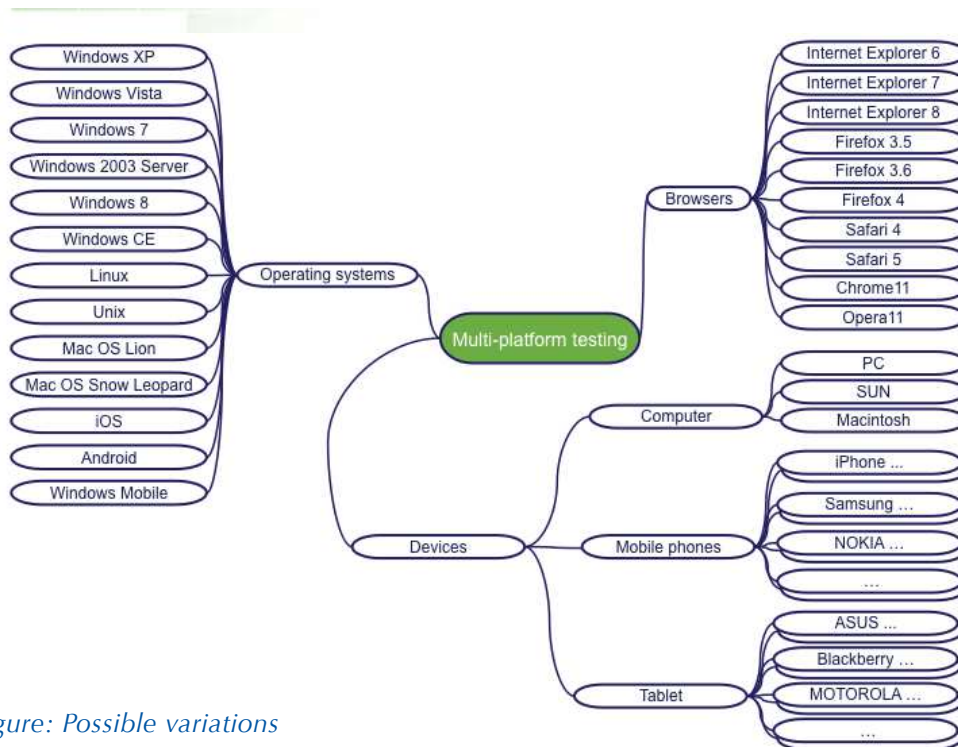 Windows XP
Windows Vista
Windows 7
Windows 2003 Server
Windows 8
Windows CE
Linux
Unix
Mac OS Lion
Mac OS Snow Leopard
iOS
Android
Windows Mobile
Operating systems
Multi-platform testing
Browsers
Internet Explorer 6
Internet Explorer 7
Internet Explorer 8
Firefox 3.5
Firefox 3.6
Firefox 4
Safari 4
Safari 5
Chrome11
Opera11
Devices
Computer
PC
SUN
Macintosh
Mobile phones
iPhone ...
Samsung …
NOKIA ...
...
Tablet
ASUS ...
Blackberry …
MOTOROLA …
...
gure: Possible variations